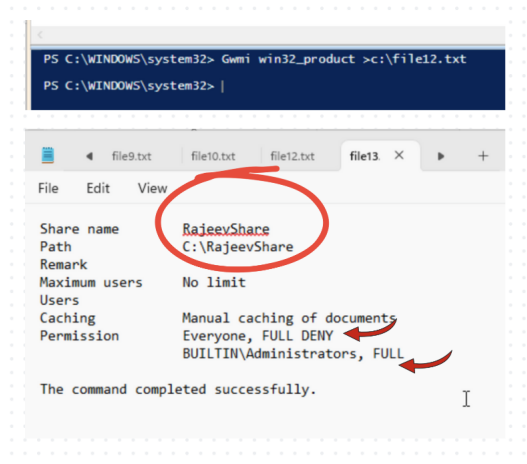 PS C:\WINDOWS\system32> Gwmi win32_product >c:\file12.txt
PS C:\WINDOWS\system32>
file9.txt file10.txt file12.txt file13.
File Edit View
Share name RajeevShare
Path C:\RajeevShare
Remark
Maximum users No limit
Users
Caching Manual caching of documents
Permission Everyone, FULL DENY
BUILTIN\Administrators, FULL
The command completed successfully.